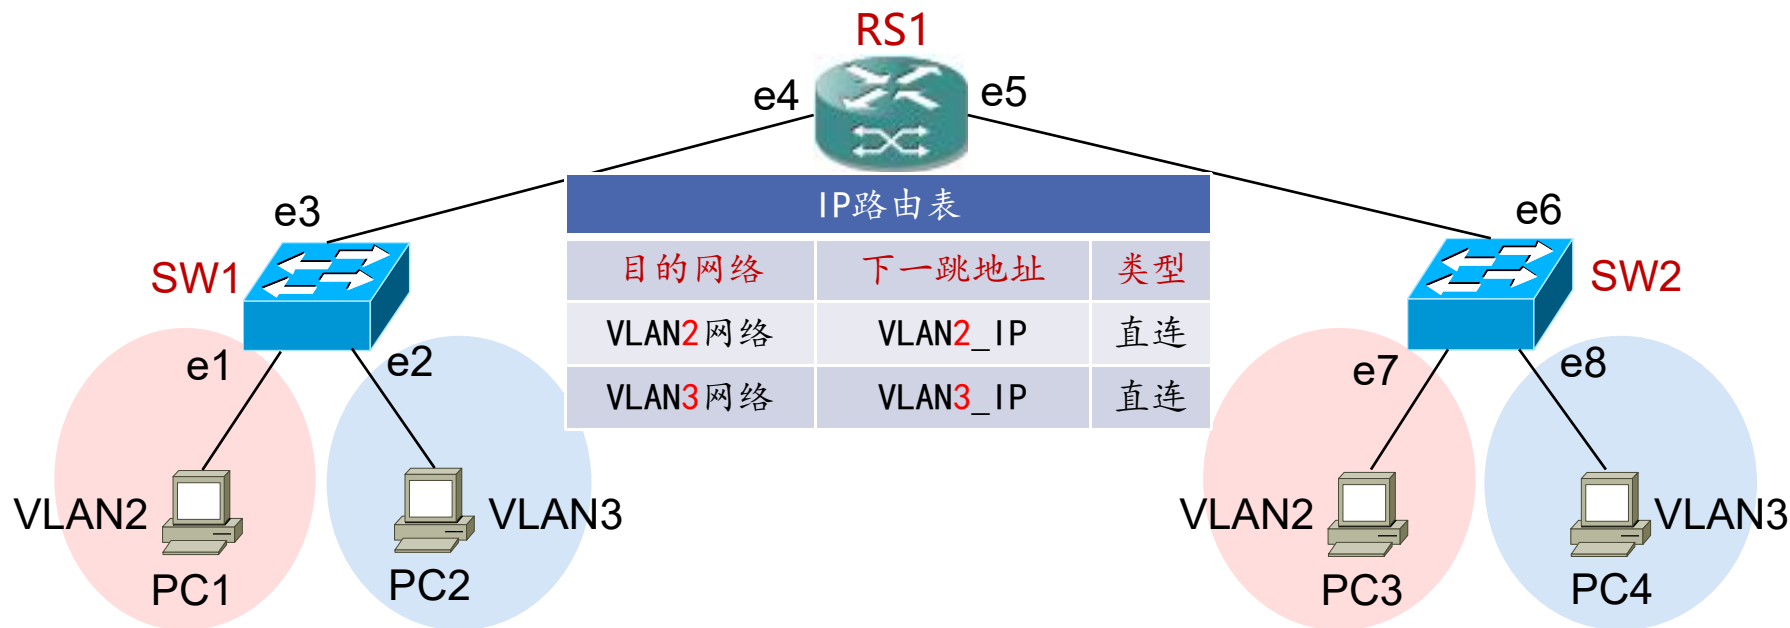 RS1
e4
e5
IP路由表
目的网络 下一跳地址 类型
VLAN2网络 VLAN2_IP 直连
VLAN3网络 VLAN3_IP 直连
e3
SW1
e1
e2
VLAN2
PC1
VLAN3
PC2
e6
SW2
e7
e8
VLAN2
PC3
VLAN3
PC4